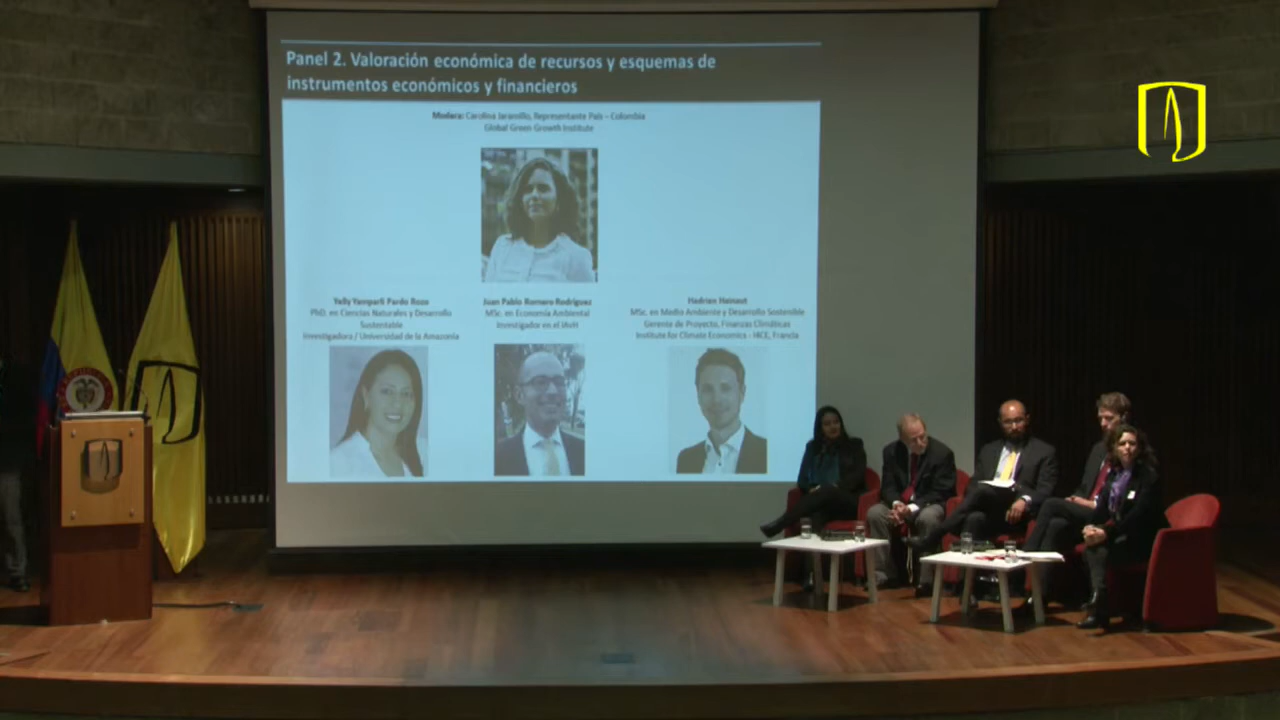 Panel 2. Valoración económica de recursos y esquemas de
instrumentos económicos y financieros
Modera: Carolina Jaramillo, Representante País – Colombia
Global Green Growth Institute
Yelly Yamparli Pardo Rozo
PhD. en Ciencias Naturales y Desarrollo
Sustentable
Investigadora / Universidad de la Amazonia
Juan Pablo Romero Rodríguez
MSc. en Economía Ambiental
Investigador en el IAvH
Hadrien Hainaut
MSc. en Medio Ambiente y Desarrollo Sostenible
Gerente de Proyecto, Finanzas Climáticas
Institute for Climate Economics - I4CE, Francia